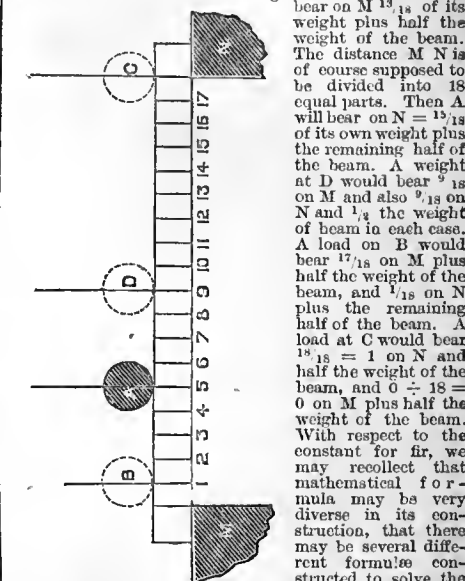 bear on M 13/18 of its
weight plus half the
weight of the beam.
The distance M N is
of course supposed to
be divided into 18
equal parts. Then A
will bear on N = 15/18
of its own weight plus
the remaining half of
the beam. A weight
at D would bear 9/18
on M and also 9/18 on
N and 1/2 the weight
of beam in each case.
A load on B would
bear 17/18 on M plus
half the weight of the
beam, and 1/18 on N
plus the remaining
half of the beam. A
load at C would bear
18/18 = 1 on N and
half the weight of the
beam, and 0 ÷ 18 =
0 on M plus half the
weight of the beam.
With respect to the
constant for fir, we
may recollect that
mathematical for-
mula may be very
diverse in its con-
struction, that there
may be several diffe-
rent formulæ con-
structed to solve the
B A D C
1 2 3 4 5 6 7 8 9 10 11 12 13 14 15 16 17
M N